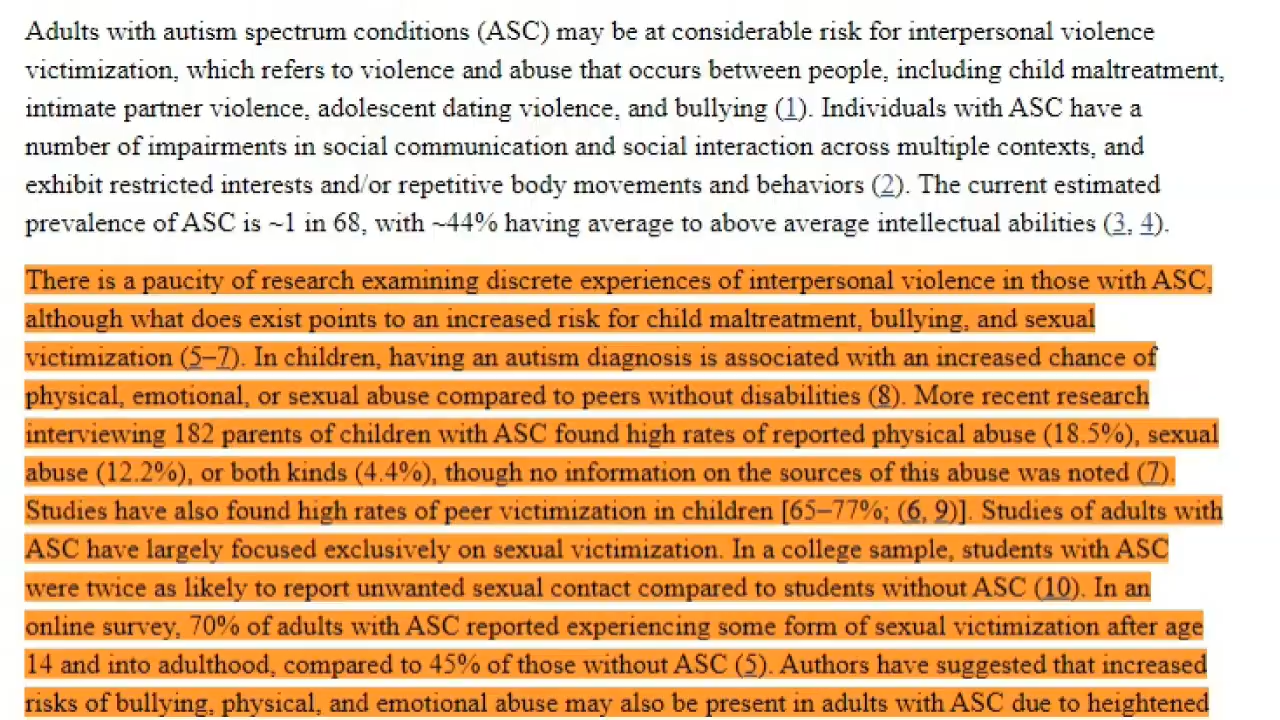 Adults with autism spectrum conditions (ASC) may be at considerable risk for interpersonal violence
victimization, which refers to violence and abuse that occurs between people, including child maltreatment,
intimate partner violence, adolescent dating violence, and bullying (1). Individuals with ASC have a
number of impairments in social communication and social interaction across multiple contexts, and
exhibit restricted interests and/or repetitive body movements and behaviors (2). The current estimated
prevalence of ASC is ~1 in 68, with ~44% having average to above average intellectual abilities (3, 4).
There is a paucity of research examining discrete experiences of interpersonal violence in those with ASC,
although what does exist points to an increased risk for child maltreatment, bullying, and sexual
victimization (5–7). In children, having an autism diagnosis is associated with an increased chance of
physical, emotional, or sexual abuse compared to peers without disabilities (8). More recent research
interviewing 182 parents of children with ASC found high rates of reported physical abuse (18.5%), sexual
abuse (12.2%), or both kinds (4.4%), though no information on the sources of this abuse was noted (7).
Studies have also found high rates of peer victimization in children [65–77%; (6, 9)]. Studies of adults with
ASC have largely focused exclusively on sexual victimization. In a college sample, students with ASC
were twice as likely to report unwanted sexual contact compared to students without ASC (10). In an
online survey, 70% of adults with ASC reported experiencing some form of sexual victimization after age
14 and into adulthood, compared to 45% of those without ASC (5). Authors have suggested that increased
risks of bullying, physical, and emotional abuse may also be present in adults with ASC due to heightened